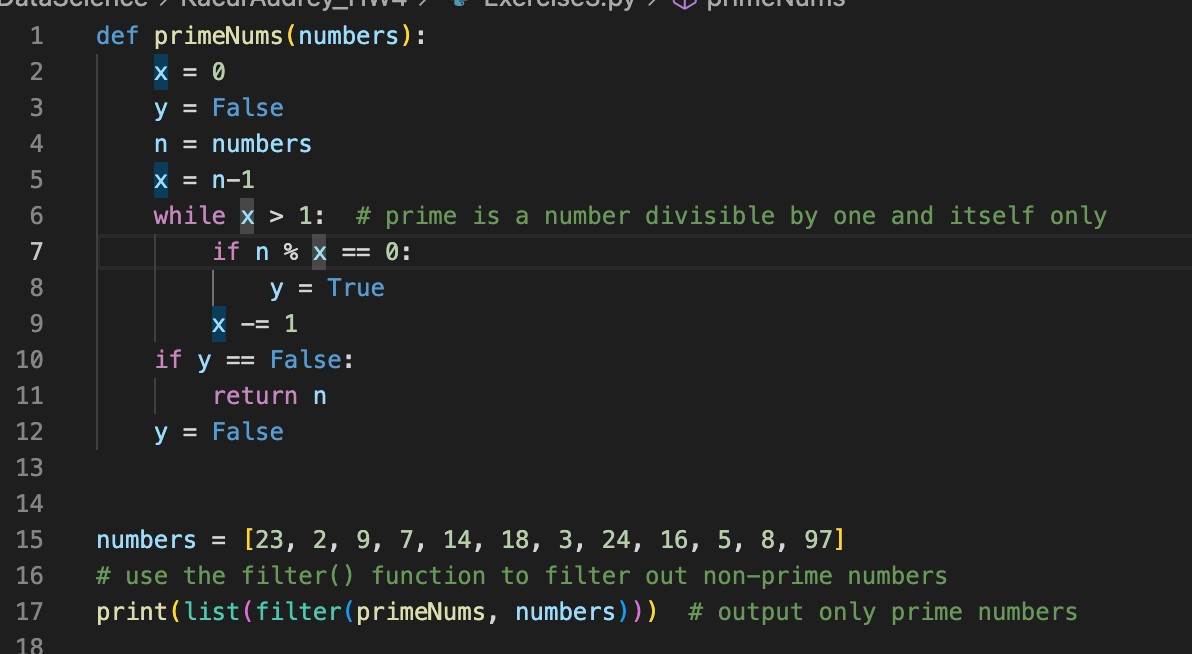 DataScience > KacurAudrey_HW4 > Exercise3.py > primeNums
1 def primeNums(numbers):
2     x = 0
3     y = False
4     n = numbers
5     x = n-1
6     while x > 1:  # prime is a number divisible by one and itself only
7         if n % x == 0:
8             y = True
9         x -= 1
10     if y == False:
11         return n
12     y = False
13
14
15 numbers = [23, 2, 9, 7, 14, 18, 3, 24, 16, 5, 8, 97]
16 # use the filter() function to filter out non-prime numbers
17 print(list(filter(primeNums, numbers)))  # output only prime numbers
18